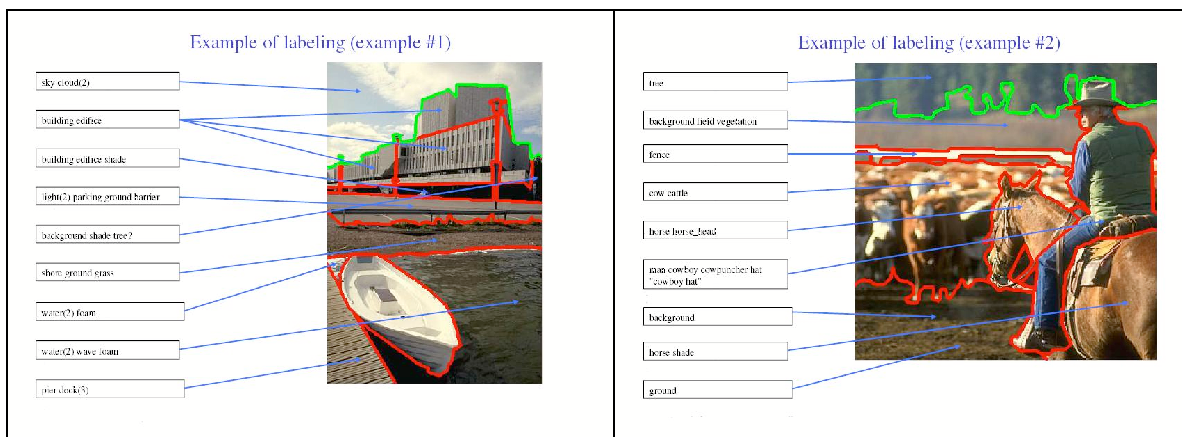 Example of labeling (example #1)
sky cloud(2)
building edifice
building edifice shade
light(2) parking ground barrier
background shade tree?
shore ground grass
water(2) foam
water(2) wave foam
pier dock(3)
Example of labeling (example #2)
tree
background field vegetation
fence
cow cattle
horse horse_head
man cowboy cowpuncher hat
"cowboy hat"
background
horse shade
ground